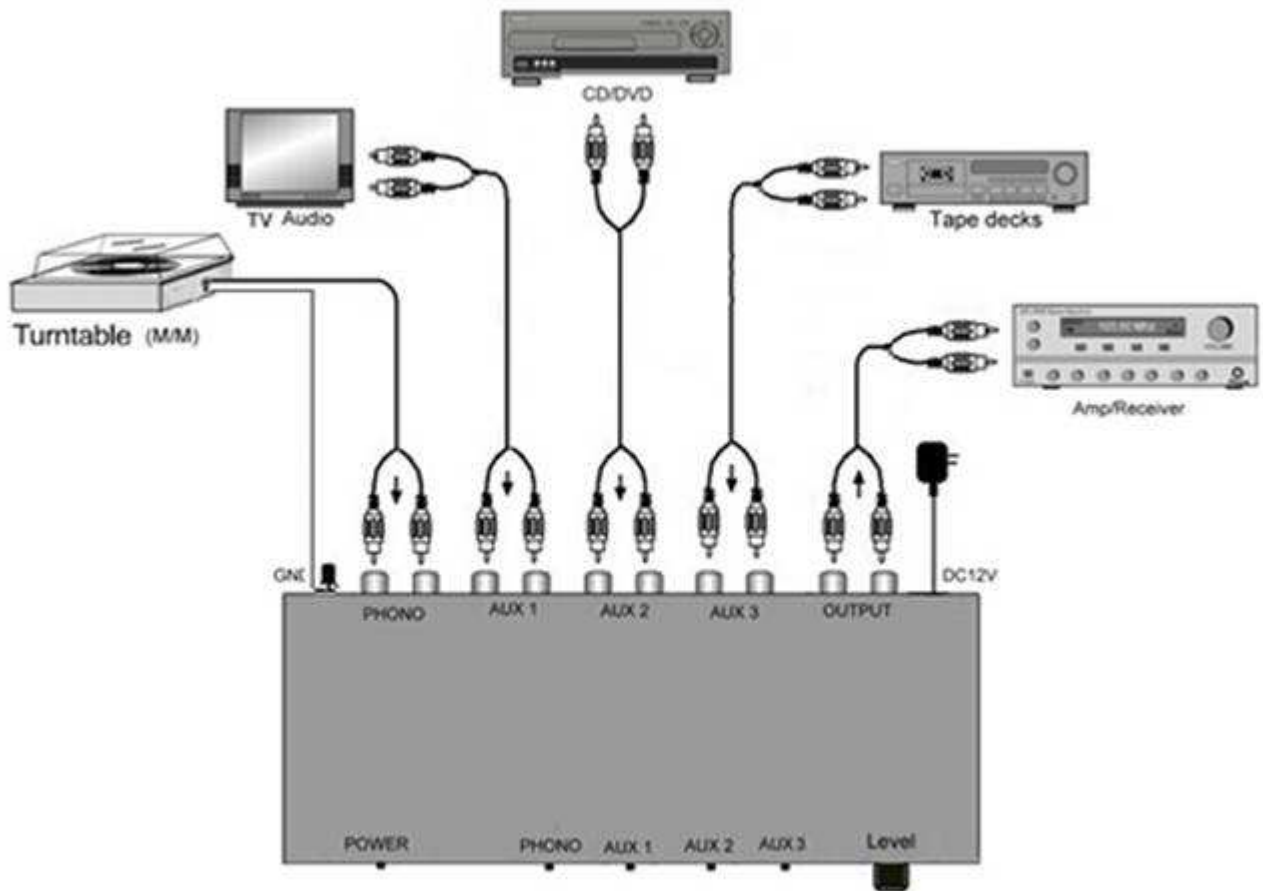 CD/DVD
TV Audio
Tape decks
Turntable (M/M)
VOLUME
Amp/Receiver
GND
DC12V
PHONO AUX 1 AUX 2 AUX 3 OUTPUT
POWER PHONO AUX 1 AUX 2 AUX 3 Level